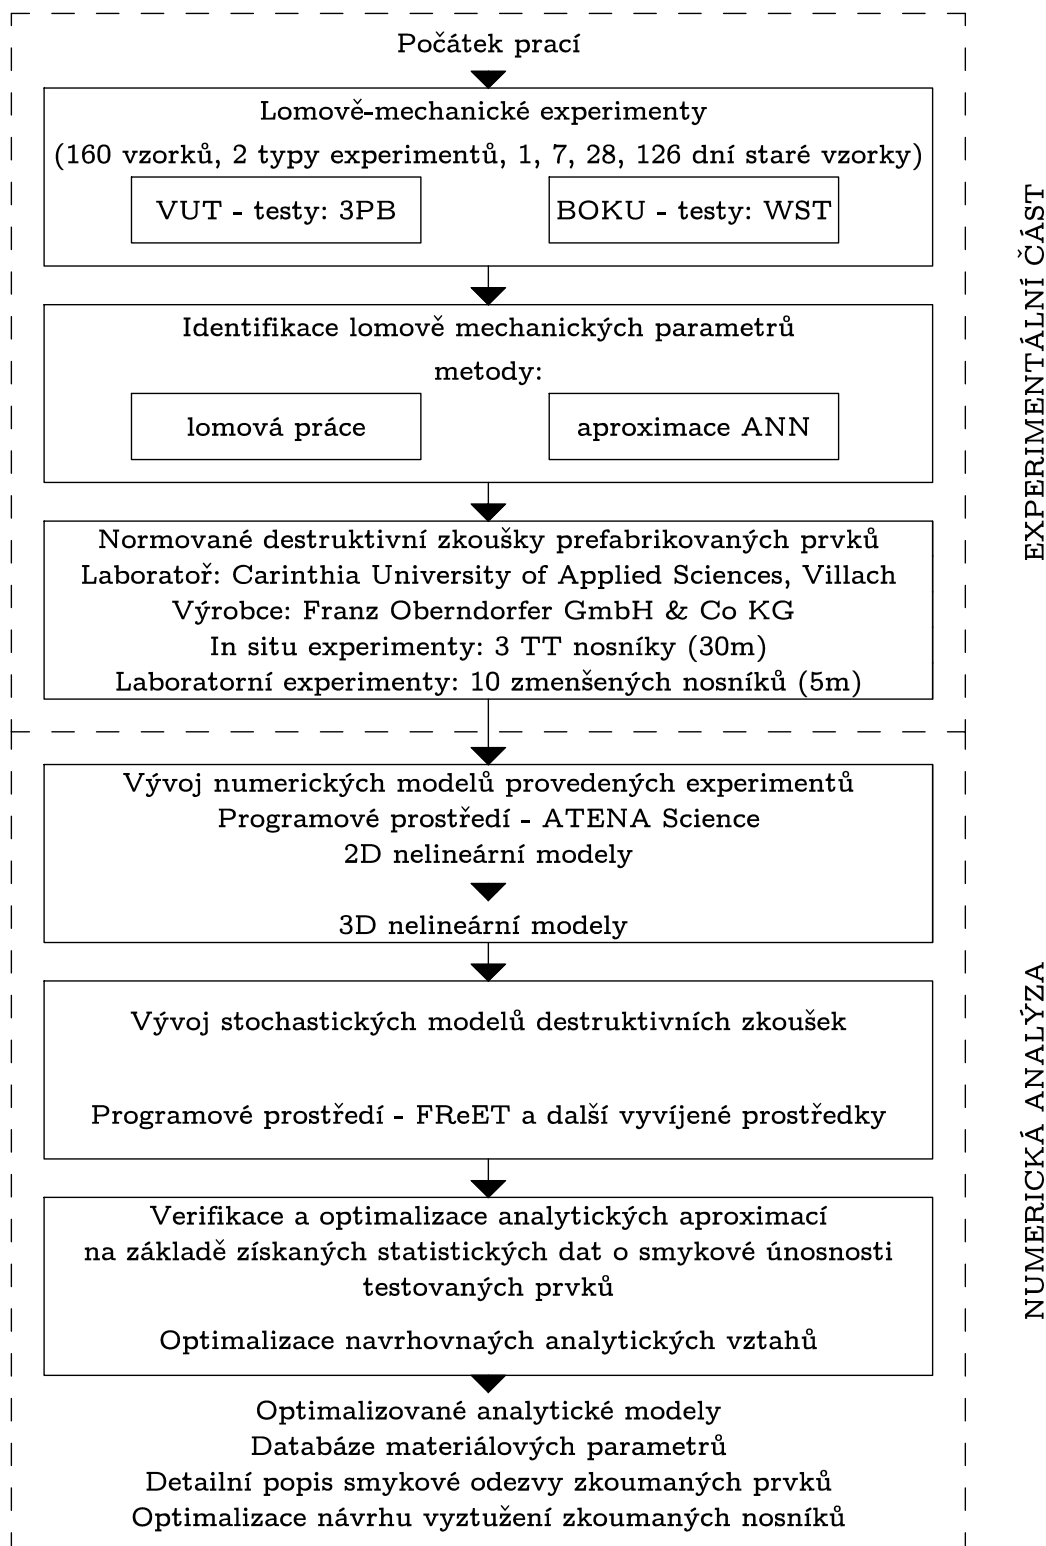 Počátek prací
Lomově-mechanické experimenty
(160 vzorků, 2 typy experimentů, 1, 7, 28, 126 dní staré vzorky)
VUT - testy: 3PB
BOKU - testy: WST
Identifikace lomově mechanických parametrů
metody:
lomová práce
aproximace ANN
Normované destruktivní zkoušky prefabrikovaných prvků
Laboratoř: Carinthia University of Applied Sciences, Villach
Výrobce: Franz Oberndorfer GmbH & Co KG
In situ experimenty: 3 TT nosníky (30m)
Laboratorní experimenty: 10 zmenšených nosníků (5m)
EXPERIMENTÁLNÍ ČÁST
Vývoj numerických modelů provedených experimentů
Programové prostředí - ATENA Science
2D nelineární modely
3D nelineární modely
Vývoj stochastických modelů destruktivních zkoušek
Programové prostředí - FReET a další vyvíjené prostředky
Verifikace a optimalizace analytických aproximací
na základě získaných statistických dat o smykové únosnosti
testovaných prvků
Optimalizace navrhovnaých analytických vztahů
Optimalizované analytické modely
Databáze materiálových parametrů
Detailní popis smykové odezvy zkoumaných prvků
Optimalizace návrhu vyztužení zkoumaných nosníků
NUMERICKÁ ANALÝZA